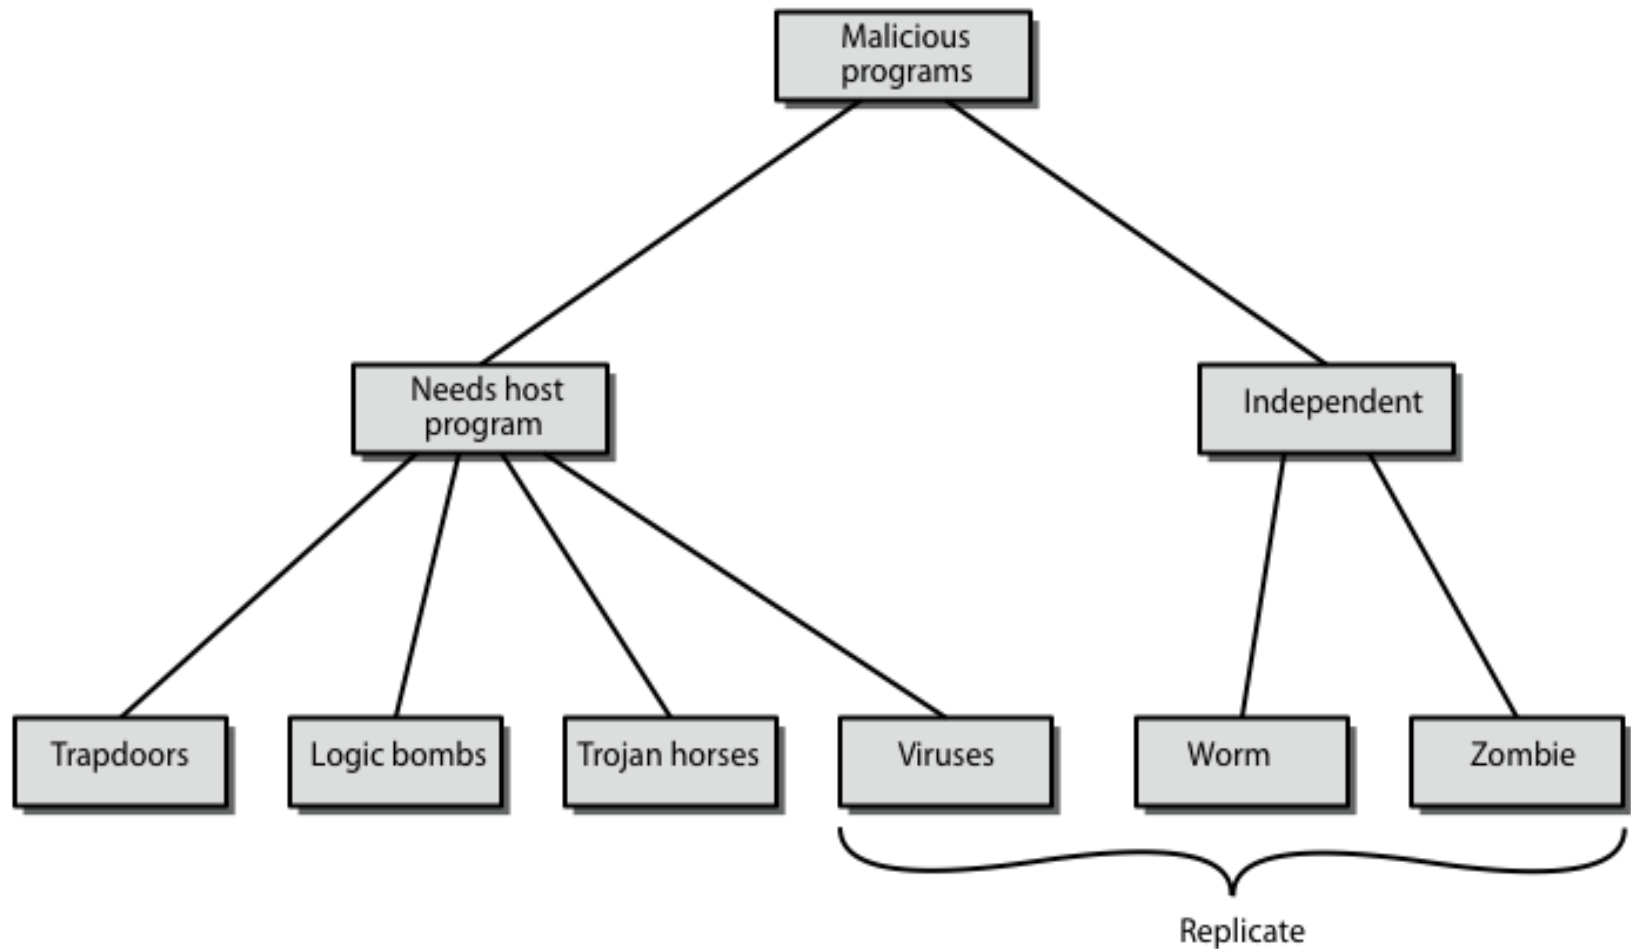 Malicious
programs
Needs host
program
Independent
Trapdoors
Logic bombs
Trojan horses
Viruses
Worm
Zombie
Replicate